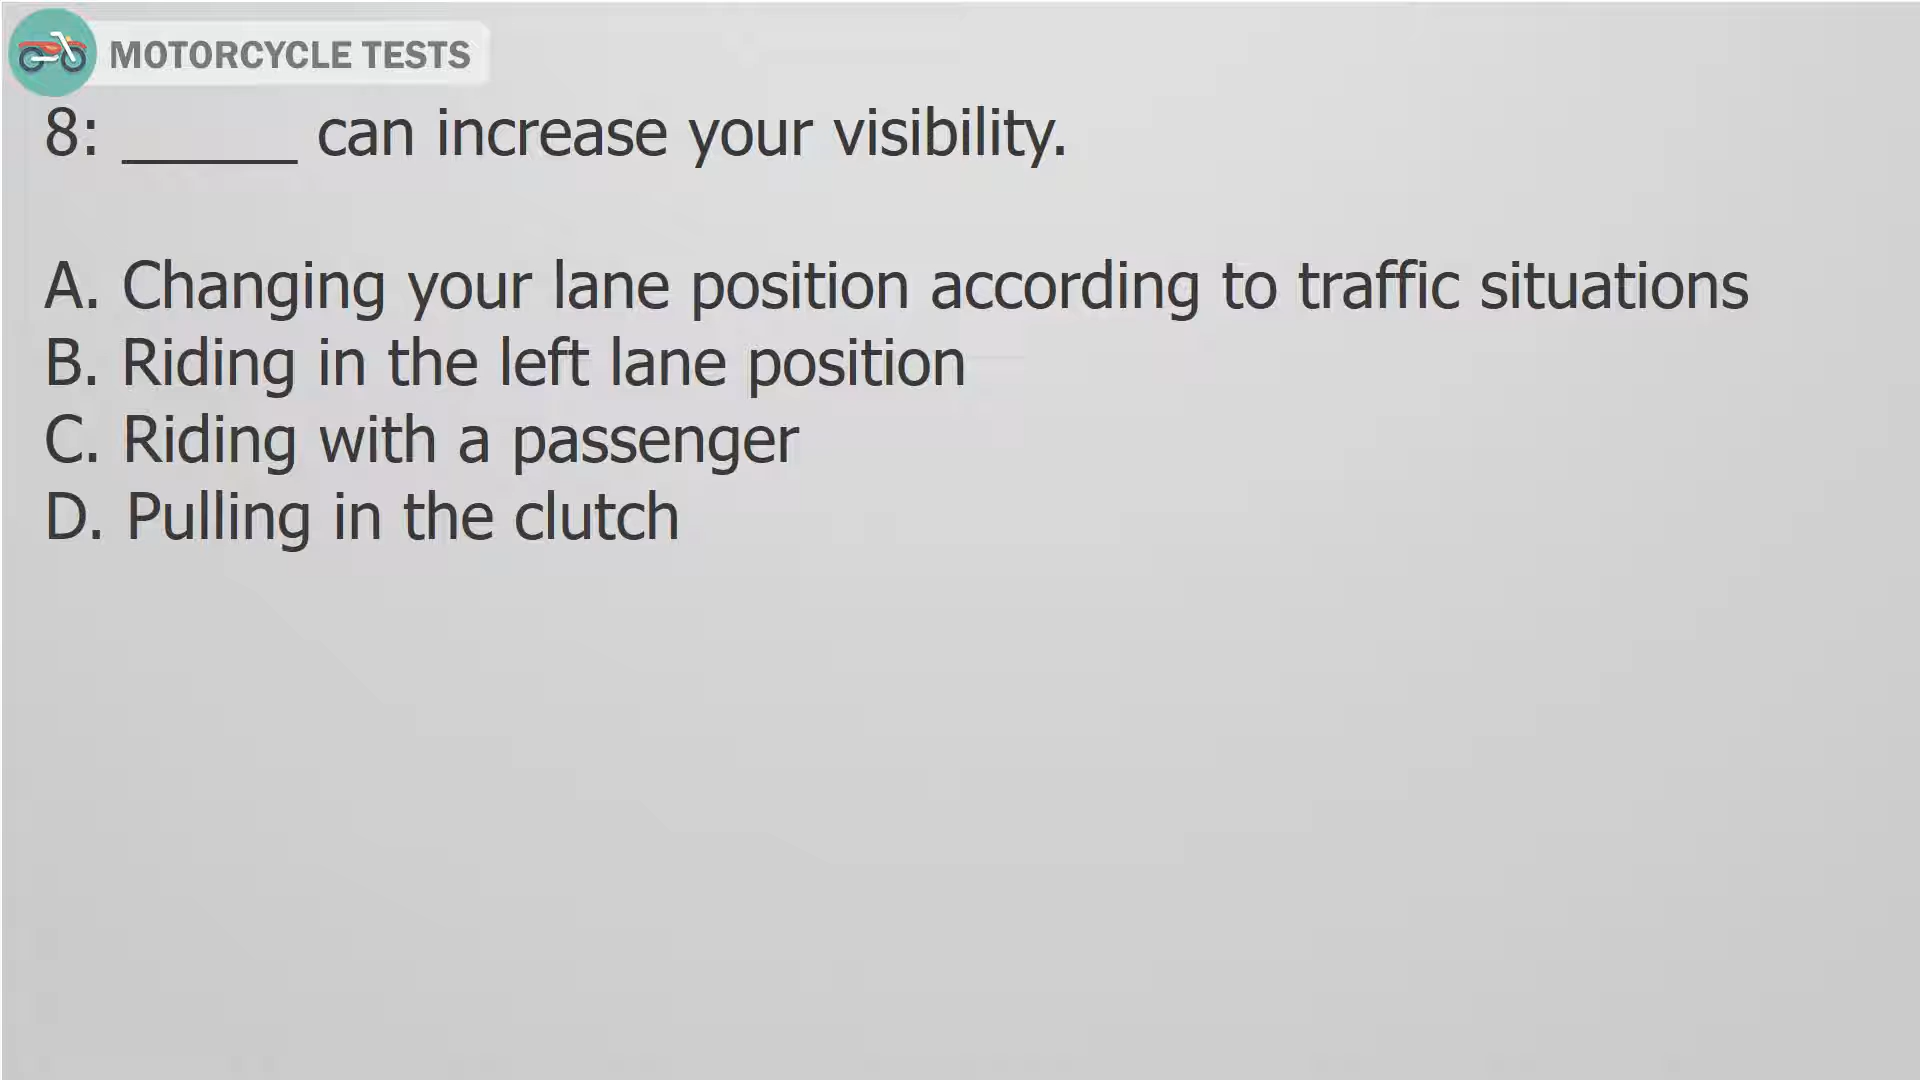 MOTORCYCLE TESTS
8: _____ can increase your visibility.
A. Changing your lane position according to traffic situations
B. Riding in the left lane position
C. Riding with a passenger
D. Pulling in the clutch